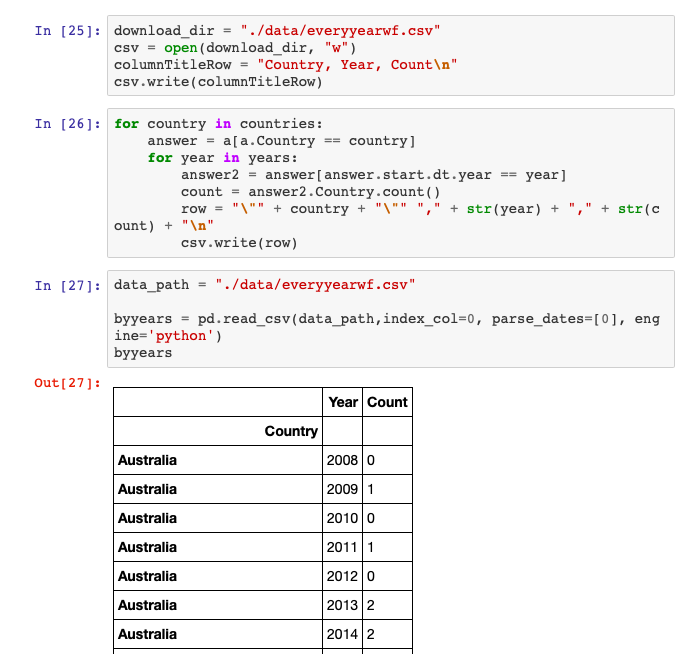 In [25]: download_dir = "./data/everyyearwf.csv"
csv = open(download_dir, "w")
columnTitleRow = "Country, Year, Count\n"
csv.write(columnTitleRow)
In [26]: for country in countries:
    answer = a[a.Country == country]
    for year in years:
        answer2 = answer[answer.start.dt.year == year]
        count = answer2.Country.count()
        row = "\"" + country + "\"" "," + str(year) + "," + str(c
ount) + "\n"
        csv.write(row)
In [27]: data_path = "./data/everyyearwf.csv"
byyears = pd.read_csv(data_path,index_col=0, parse_dates=[0], eng
ine='python')
byyears
Out[27]:
Year Count
Country
Australia 2008 0
Australia 2009 1
Australia 2010 0
Australia 2011 1
Australia 2012 0
Australia 2013 2
Australia 2014 2